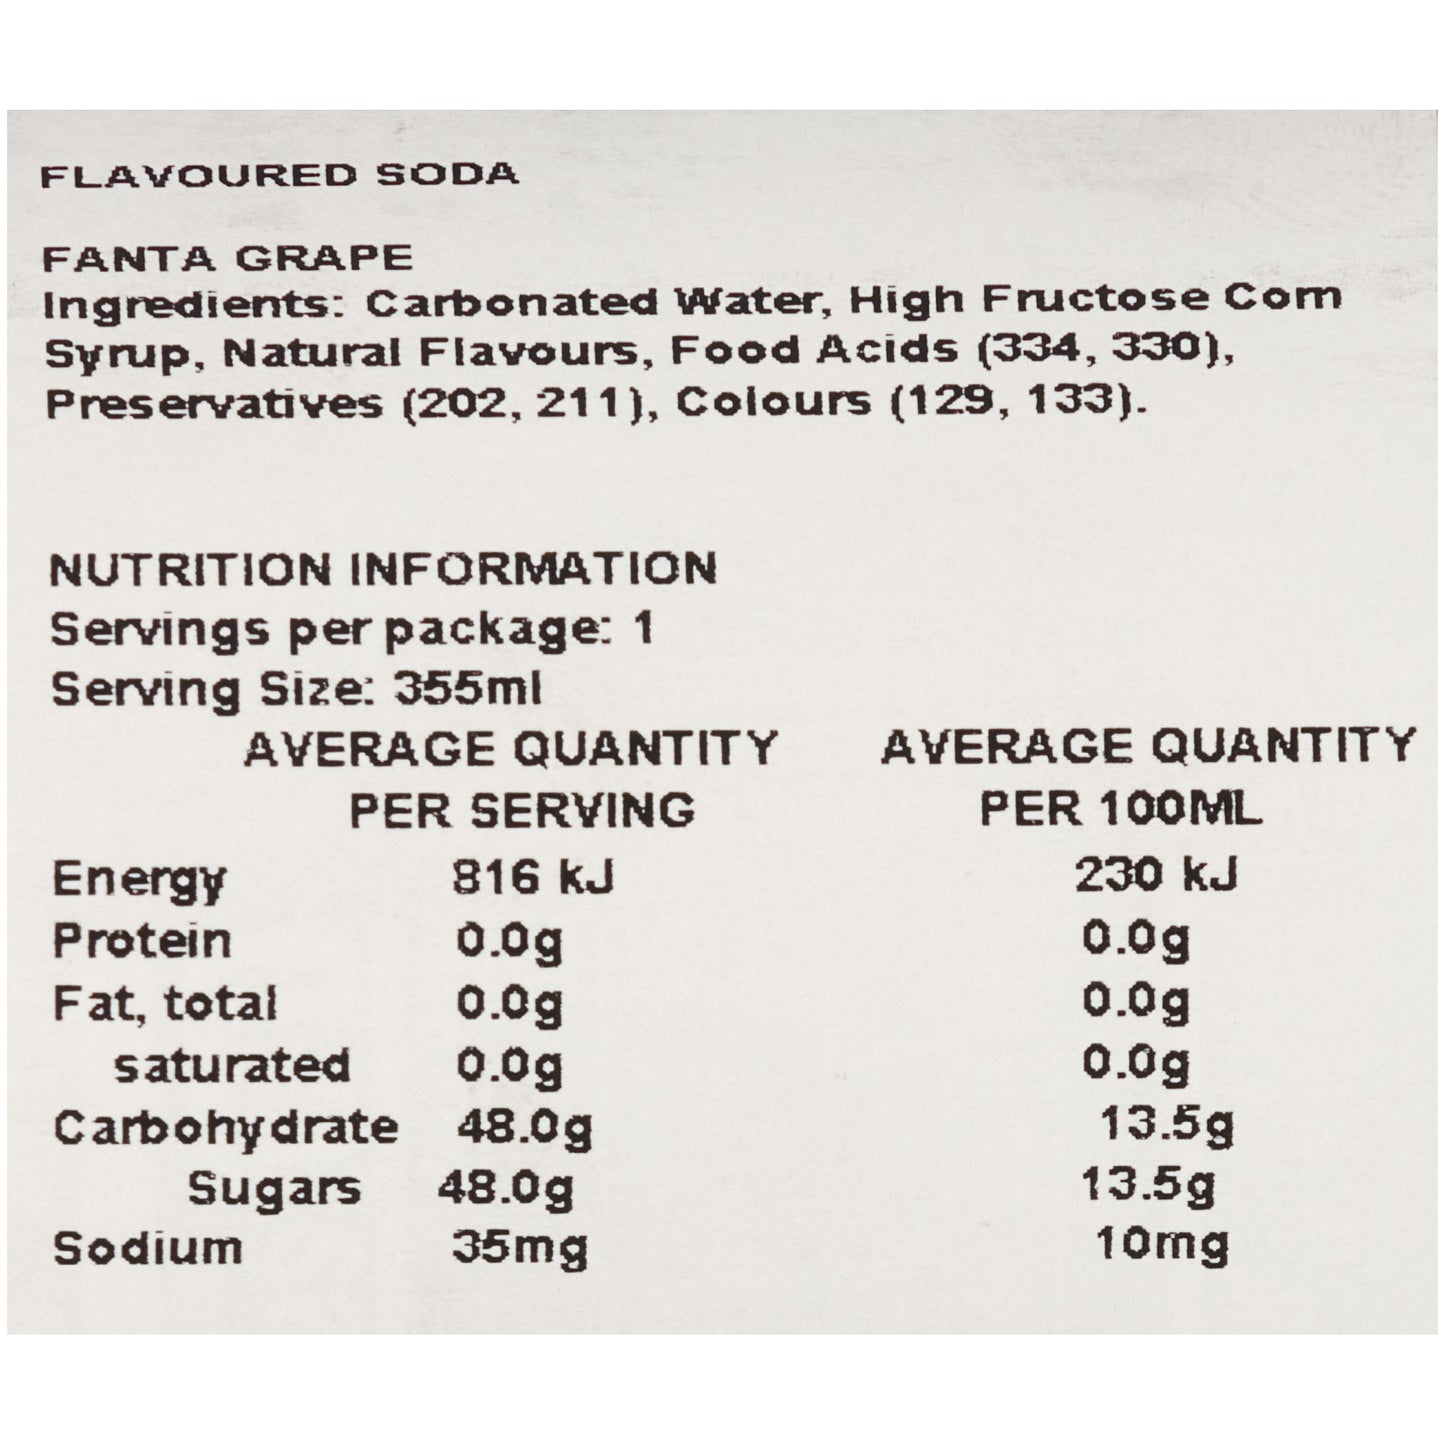 FLAVOURED SODA
FANTA GRAPE
Ingredients: Carbonated Water, High Fructose Corn
Syrup, Natural Flavours, Food Acids (334, 330),
Preservatives (202, 211), Colours (129, 133).
NUTRITION INFORMATION
Servings per package: 1
Serving Size: 355ml
AVERAGE QUANTITY AVERAGE QUANTITY
PER SERVING PER 100ML
Energy 816 kJ 230 kJ
Protein 0.0g 0.0g
Fat, total 0.0g 0.0g
saturated 0.0g 0.0g
Carbohydrate 48.0g 13.5g
Sugars 48.0g 13.5g
Sodium 35mg 10mg